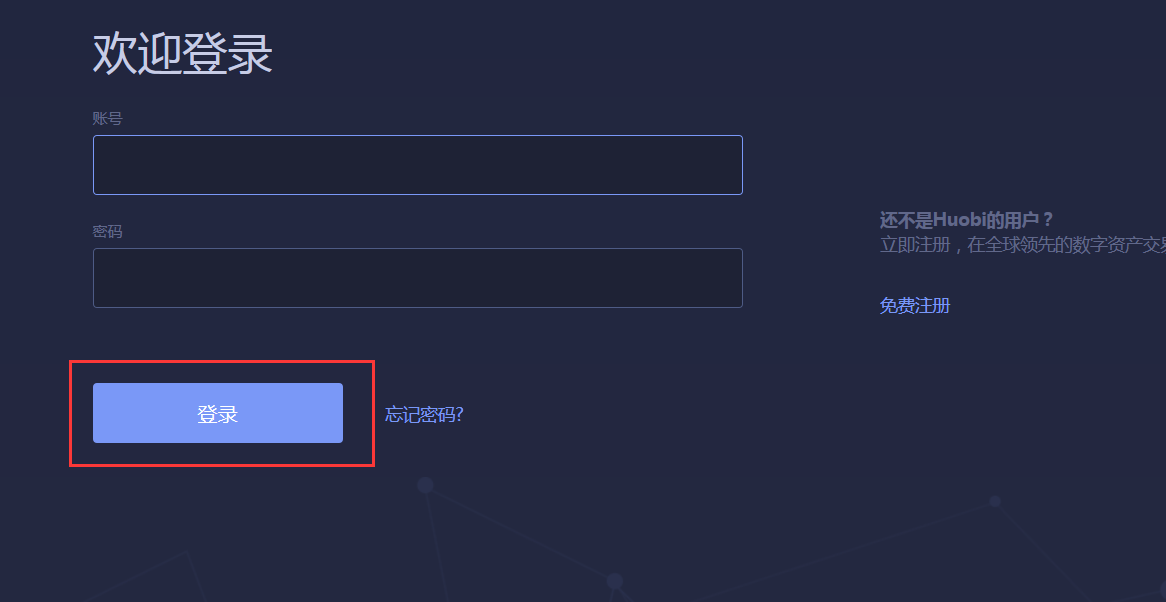 欢迎登录
账号
密码
还不是Huobi的用户？
立即注册，在全球领先的数字资产交
免费注册
登录
忘记密码?